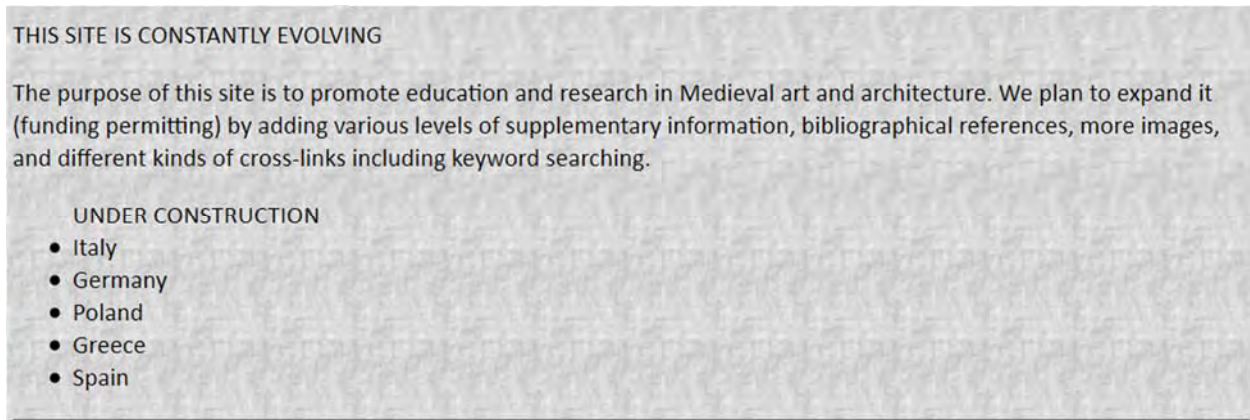 THIS SITE IS CONSTANTLY EVOLVING
The purpose of this site is to promote education and research in Medieval art and architecture. We plan to expand it
(funding permitting) by adding various levels of supplementary information, bibliographical references, more images,
and different kinds of cross-links including keyword searching.
UNDER CONSTRUCTION
• Italy
• Germany
• Poland
• Greece
• Spain